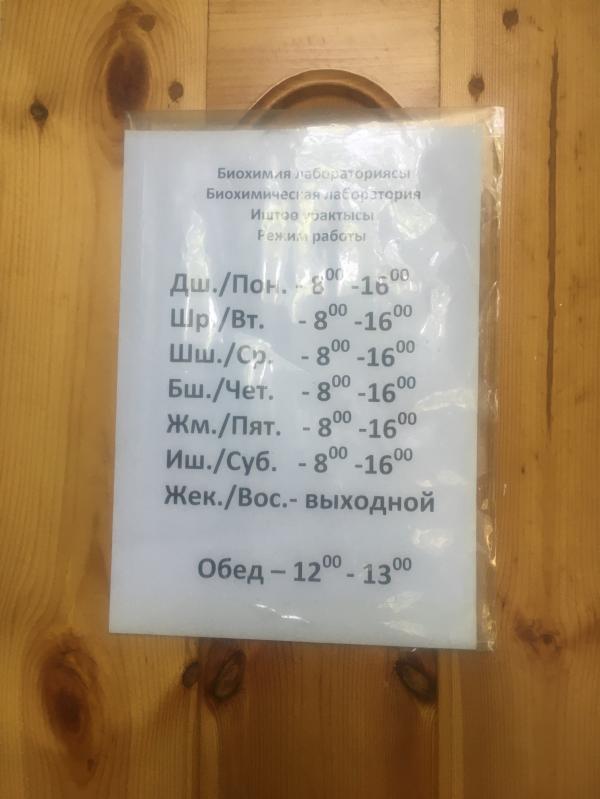 Биохимия лабораториясы
Биохимическая лаборатория
Иштөө убактысы
Режим работы
Дш./Пон. - 8⁰⁰ -16⁰⁰
Шр./Вт. - 8⁰⁰ -16⁰⁰
Шш./Ср. - 8⁰⁰ -16⁰⁰
Бш./Чет. - 8⁰⁰ -16⁰⁰
Жм./Пят. - 8⁰⁰ -16⁰⁰
Иш./Суб. - 8⁰⁰ -16⁰⁰
Жек./Вос.- выходной
Обед – 12⁰⁰ - 13⁰⁰